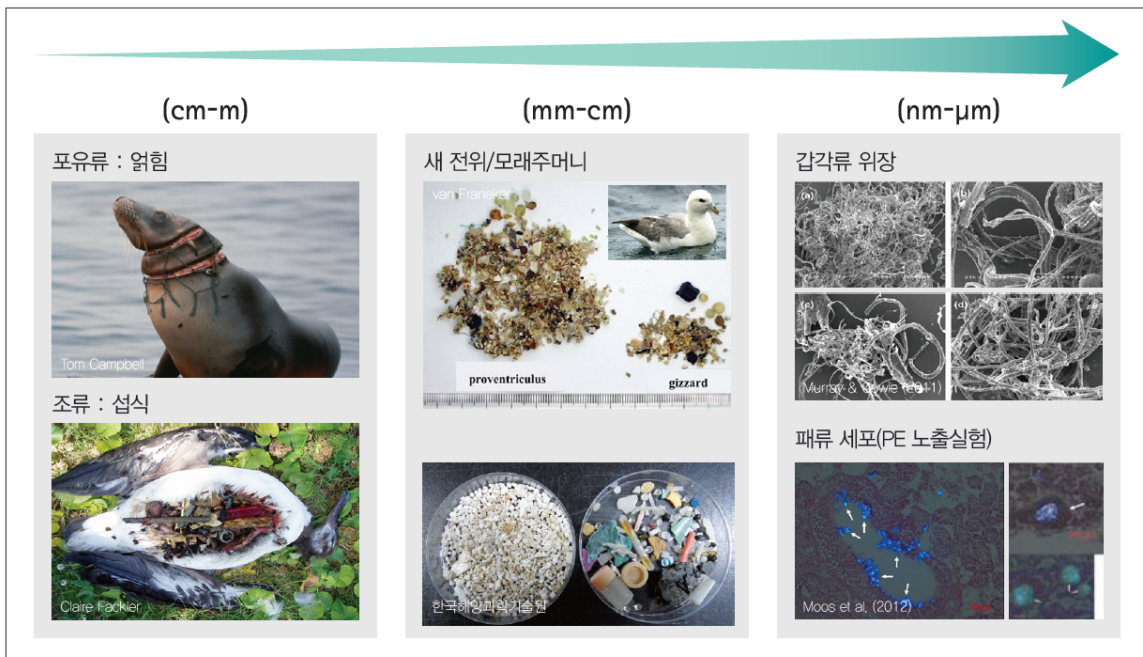 (cm-m)
(mm-cm)
(nm-μm)
포유류 : 얽힘
Tom Campbell
조류 : 섭식
Claire Fackler
새 전위/모래주머니
van Franeker
proventriculus
gizzard
한국해양과학기술원
갑각류 위장
(a)
(b)
(c)
(d)
Murray & Cowie (2011)
패류 세포(PE 노출실험)
Moos et al, (2012)